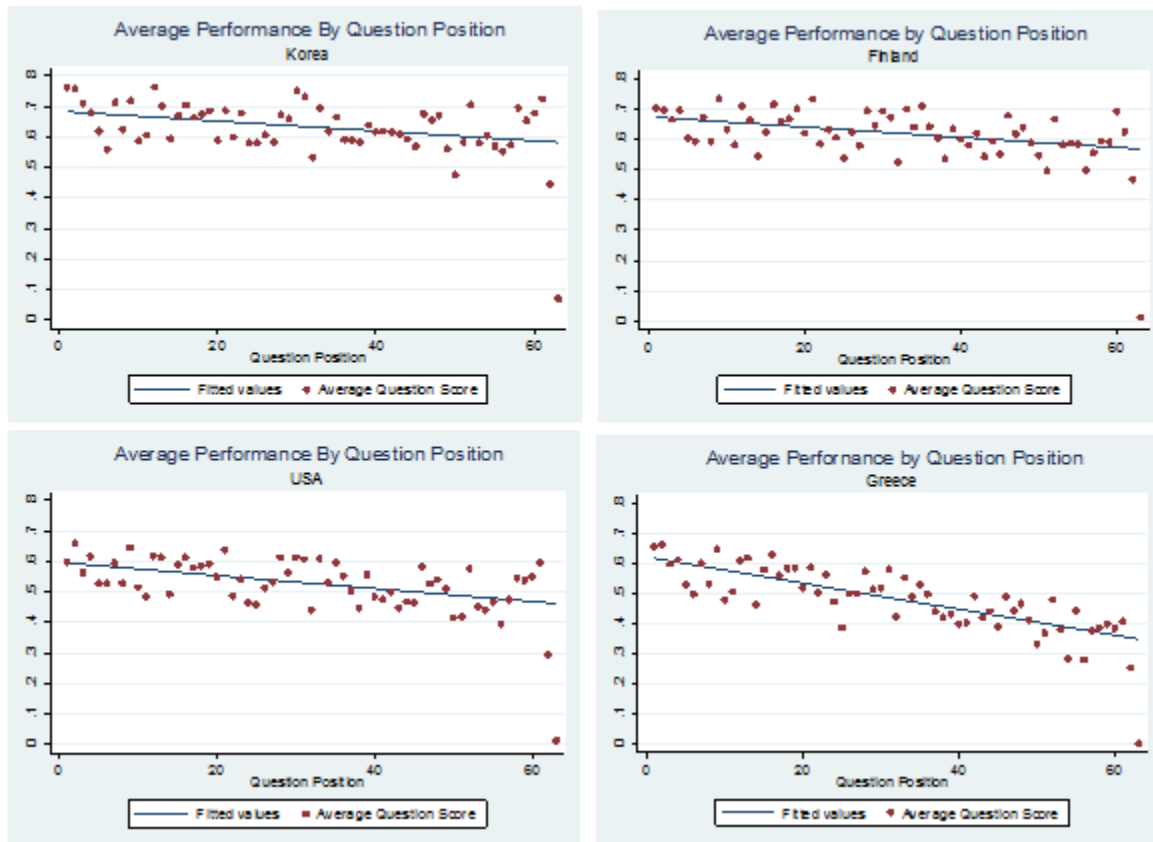 Average Performance By Question Position
Korea
.8
.7
.6
.5
.4
.3
.2
.1
0
0 20 40 60
Question Position
Fitted values Average Question Score
Average Performance by Question Position
Finland
.8
.7
.6
.5
.4
.3
.2
.1
0
0 20 40 60
Question Position
Fitted values Average Question Score
Average Performance By Question Position
USA
.8
.7
.6
.5
.4
.3
.2
.1
0
0 20 40 60
Question Position
Fitted values Average Question Score
Average Perfornance by Question Position
Greece
.8
.7
.6
.5
.4
.3
.2
.1
0
0 20 40 60
Question Position
Fitted values Average Question Score